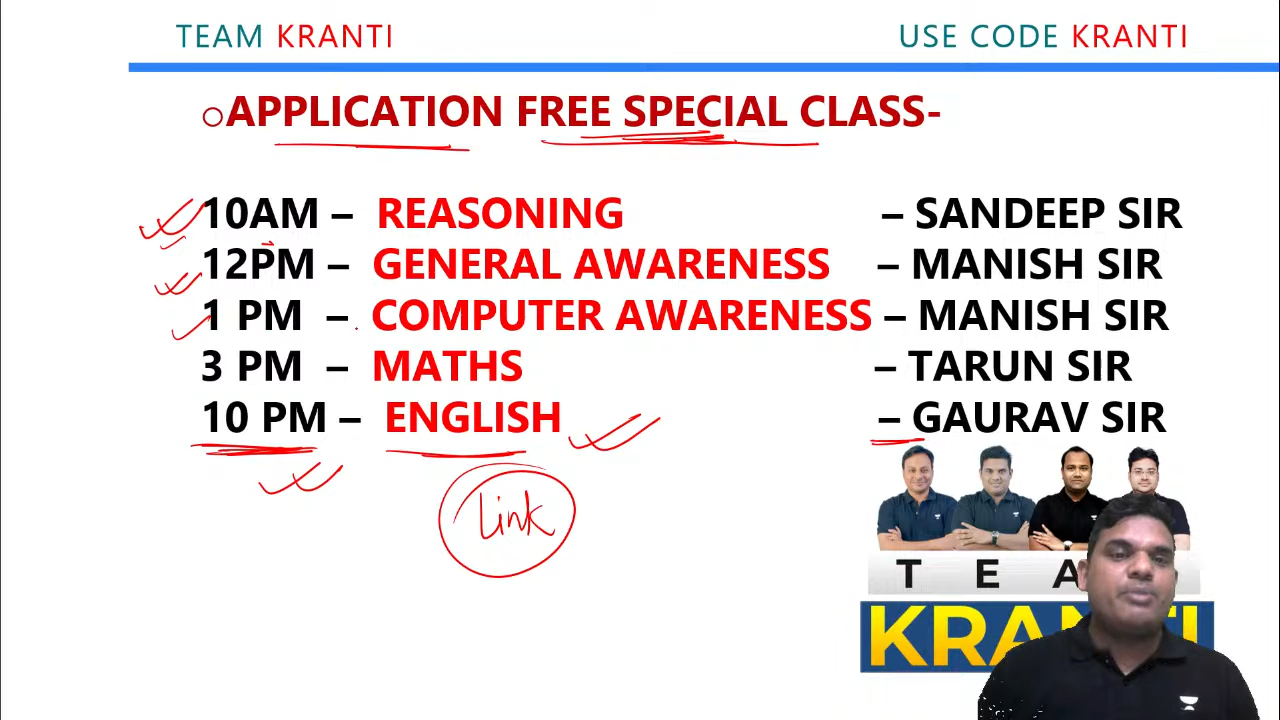 TEAM KRANTI USE CODE KRANTI
APPLICATION FREE SPECIAL CLASS-
10AM – REASONING – SANDEEP SIR
12PM – GENERAL AWARENESS – MANISH SIR
1 PM – COMPUTER AWARENESS – MANISH SIR
3 PM – MATHS – TARUN SIR
10 PM – ENGLISH – GAURAV SIR
Link